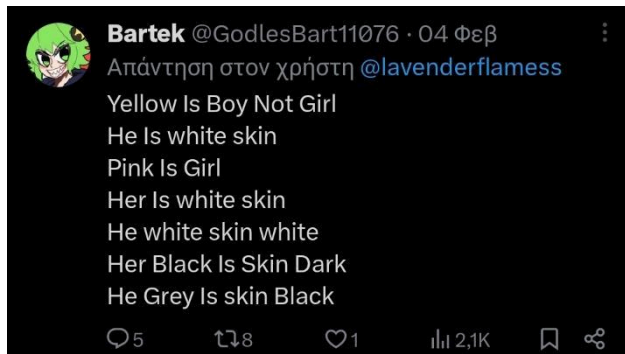 Bartek @GodlesBart11076 · 04 Φεβ
Απάντηση στον χρήστη @lavenderflamess
Yellow Is Boy Not Girl
He Is white skin
Pink Is Girl
Her Is white skin
He white skin white
Her Black Is Skin Dark
He Grey Is skin Black
5 8 1 2,1K